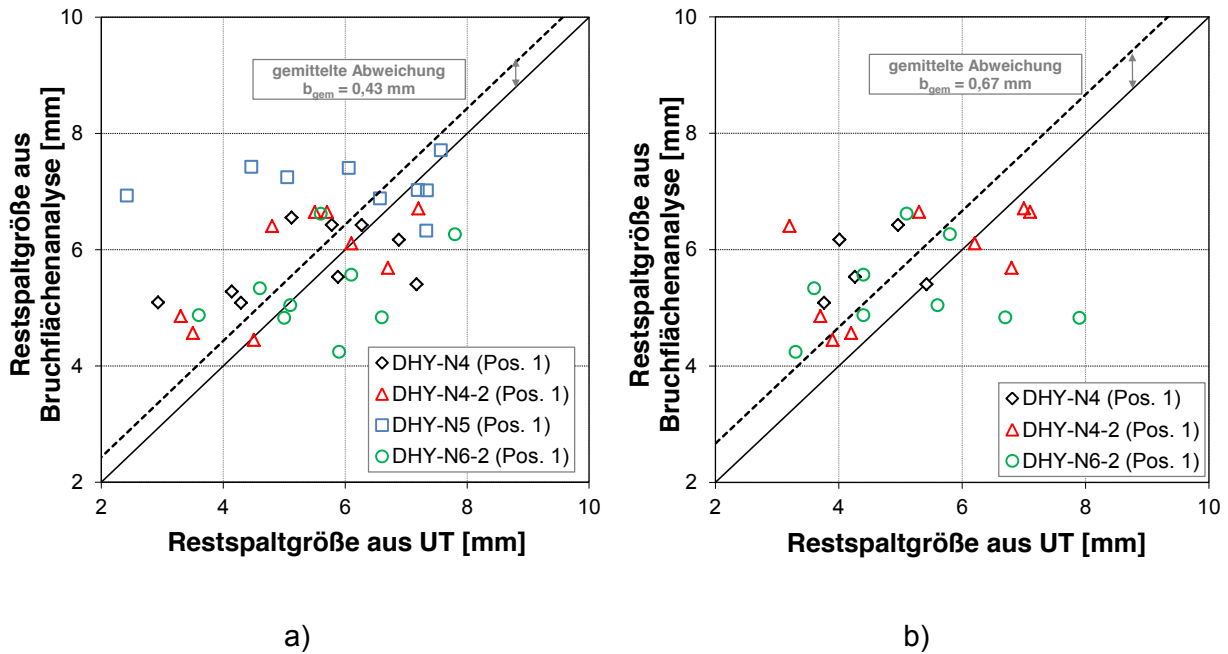 10
8
6
4
2
Restspaltgröße aus
Bruchflächenanalyse [mm]
gemittelte Abweichung
bgem = 0,43 mm
DHY-N4 (Pos. 1)
DHY-N4-2 (Pos. 1)
DHY-N5 (Pos. 1)
DHY-N6-2 (Pos. 1)
2 4 6 8 10
Restspaltgröße aus UT [mm]
a)
10
8
6
4
2
Restspaltgröße aus
Bruchflächenanalyse [mm]
gemittelte Abweichung
bgem = 0,67 mm
DHY-N4 (Pos. 1)
DHY-N4-2 (Pos. 1)
DHY-N6-2 (Pos. 1)
2 4 6 8 10
Restspaltgröße aus UT [mm]
b)